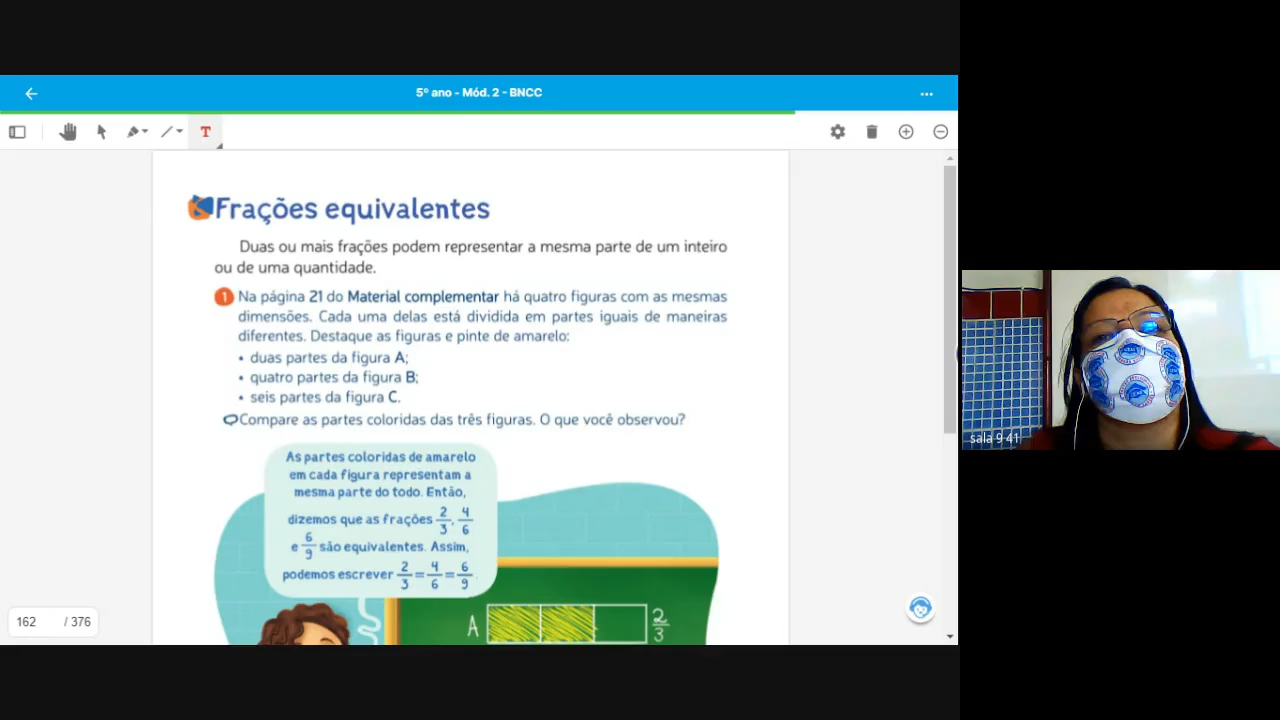 5º ano - Mód. 2 - BNCC
T
Frações equivalentes
Duas ou mais frações podem representar a mesma parte de um inteiro
ou de uma quantidade.
1 Na página 21 do Material complementar há quatro figuras com as mesmas
dimensões. Cada uma delas está dividida em partes iguais de maneiras
diferentes. Destaque as figuras e pinte de amarelo:
• duas partes da figura A;
• quatro partes da figura B;
• seis partes da figura C.
Compare as partes coloridas das três figuras. O que você observou?
As partes coloridas de amarelo
em cada figura representam a
mesma parte do todo. Então,
dizemos que as frações 2/3, 4/6
e 6/9 são equivalentes. Assim,
podemos escrever 2/3 = 4/6 = 6/9.
A 2/3
162 / 376
sala 9 41